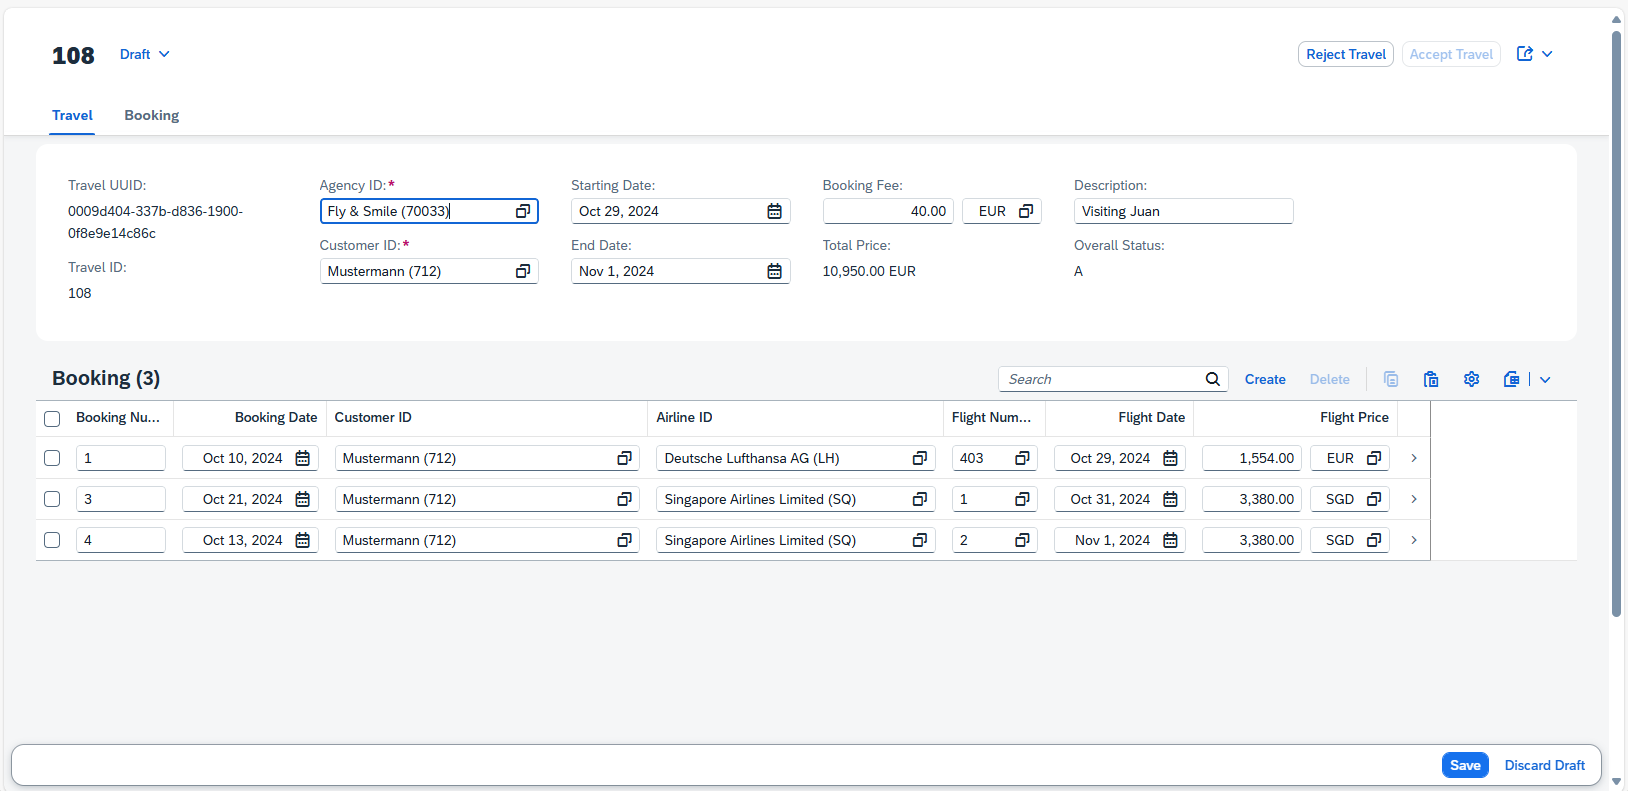 108 Draft Reject Travel Accept Travel
Travel Booking
Travel UUID: Agency ID:* Starting Date: Booking Fee: Description:
0009d404-337b-d836-1900- Fly & Smile (70033) Oct 29, 2024 40.00 EUR Visiting Juan
0f8e9e14c86c
Customer ID:* End Date: Total Price: Overall Status:
Travel ID: Mustermann (712) Nov 1, 2024 10,950.00 EUR A
108
Booking (3) Search Create Delete
Booking Nu... Booking Date Customer ID Airline ID Flight Num... Flight Date Flight Price
1 Oct 10, 2024 Mustermann (712) Deutsche Lufthansa AG (LH) 403 Oct 29, 2024 1,554.00 EUR
3 Oct 21, 2024 Mustermann (712) Singapore Airlines Limited (SQ) 1 Oct 31, 2024 3,380.00 SGD
4 Oct 13, 2024 Mustermann (712) Singapore Airlines Limited (SQ) 2 Nov 1, 2024 3,380.00 SGD
Save Discard Draft